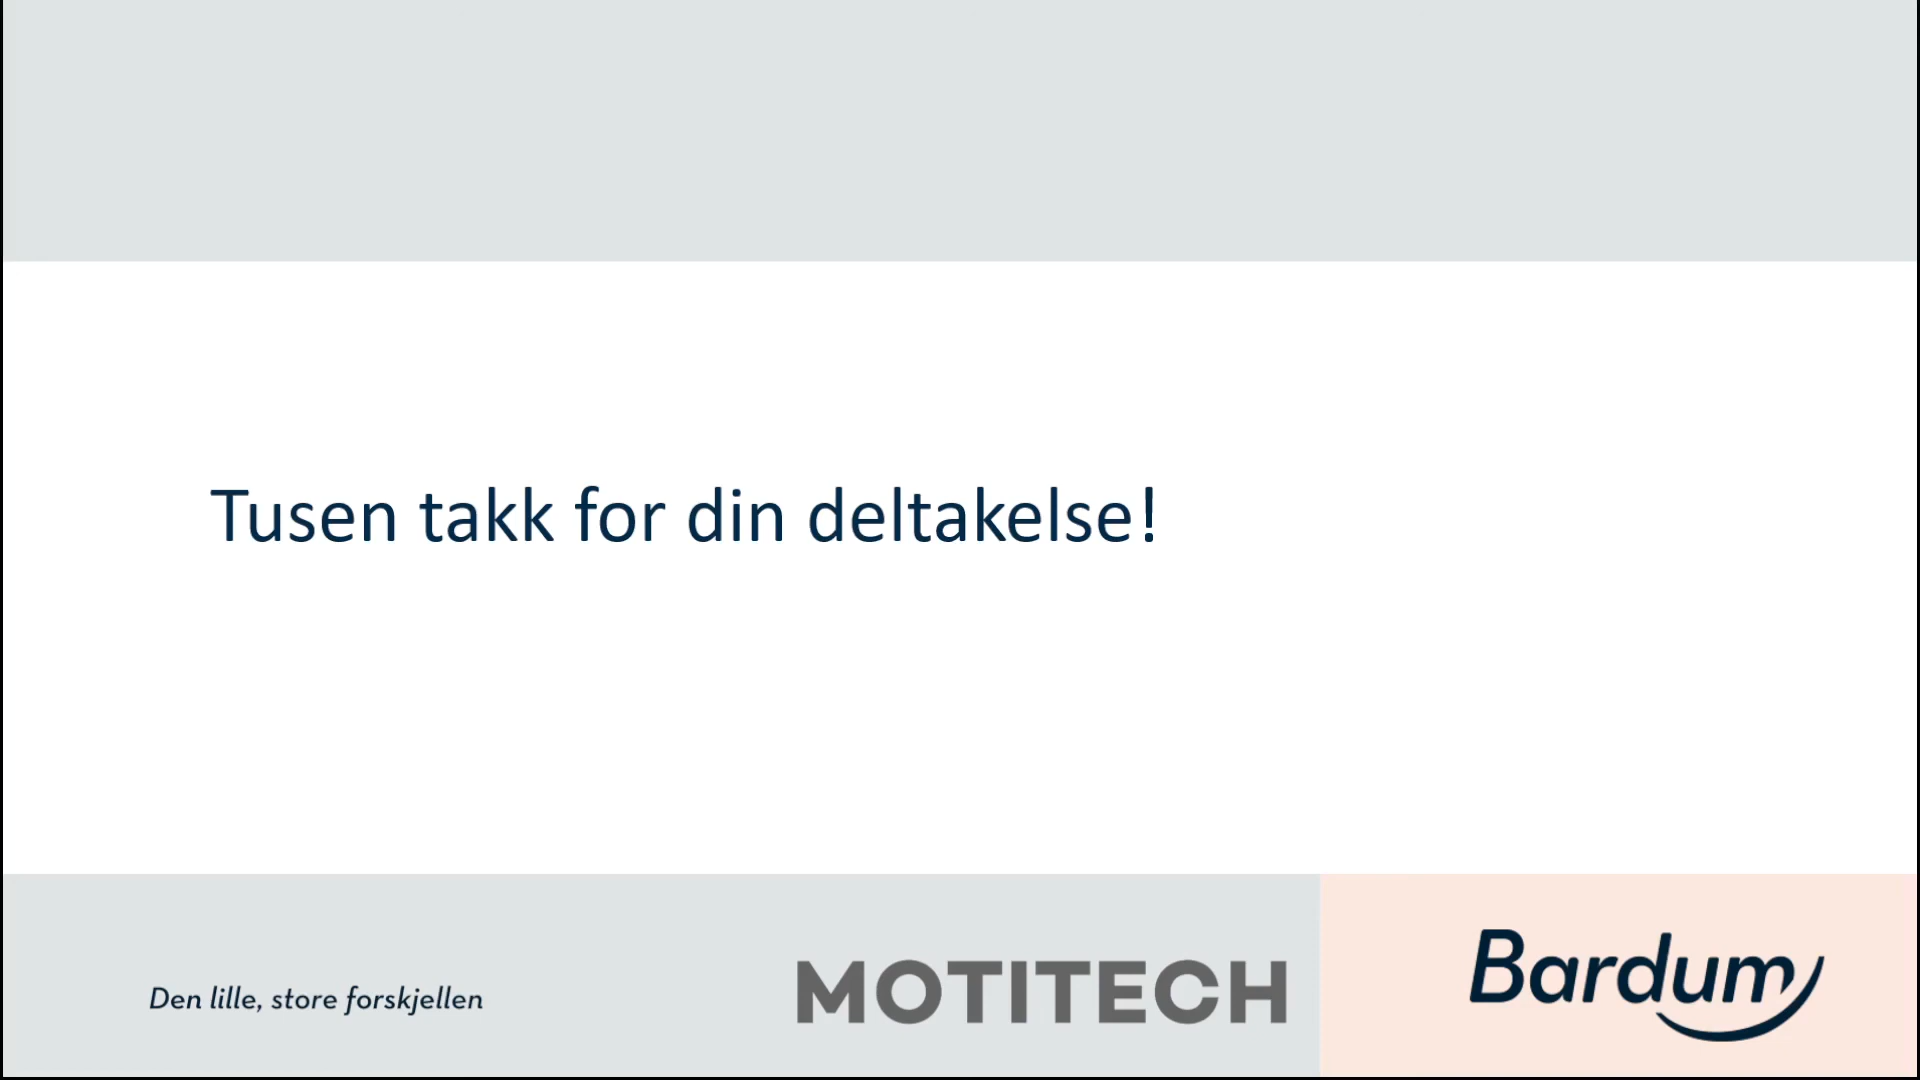 Tusen takk for din deltakelse!
Den lille, store forskjellen
MOTITECH
Bardum